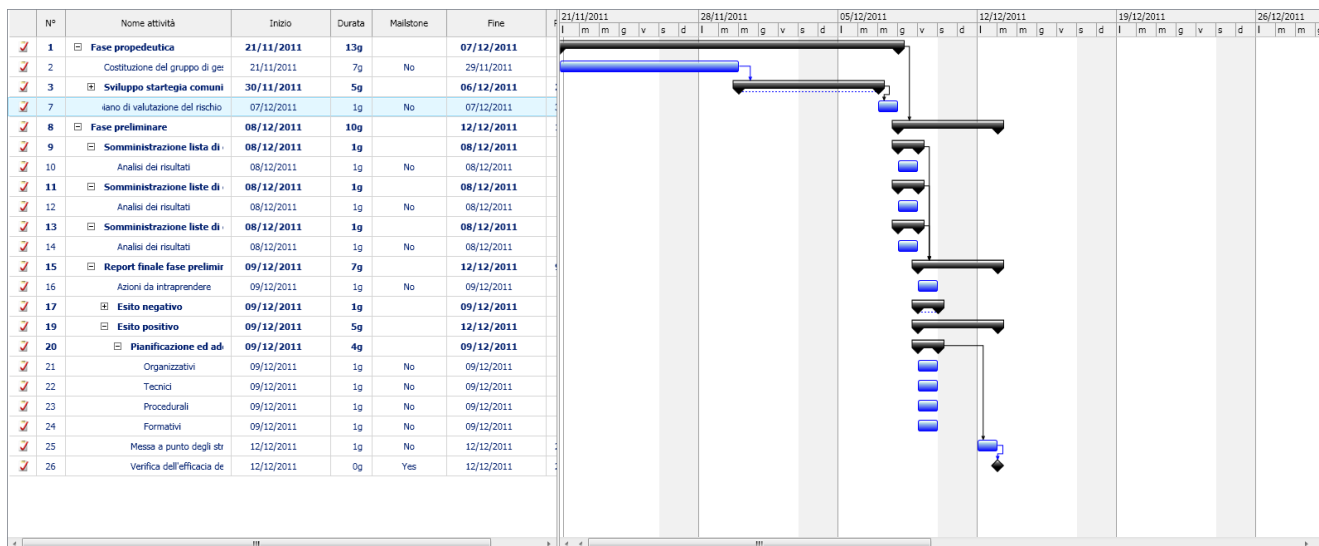 N° Nome attività Inizio Durata Mailstone Fine
21/11/2011 28/11/2011 05/12/2011 12/12/2011 19/12/2011 26/12/2011
l m m g v s d l m m g v s d l m m g v s d l m m g v s d l m m g v s d l m m g
1 Fase propedeutica 21/11/2011 13g 07/12/2011
2 Costituzione del gruppo di ges 21/11/2011 7g No 29/11/2011
3 Sviluppo startegia comuni 30/11/2011 5g 06/12/2011
7 iano di valutazione del rischio 07/12/2011 1g No 07/12/2011
8 Fase preliminare 08/12/2011 10g 12/12/2011
9 Somministrazione lista di 08/12/2011 1g 08/12/2011
10 Analisi dei risultati 08/12/2011 1g No 08/12/2011
11 Somministrazione liste di 08/12/2011 1g 08/12/2011
12 Analisi dei risultati 08/12/2011 1g No 08/12/2011
13 Somministrazione liste di 08/12/2011 1g 08/12/2011
14 Analisi dei risultati 08/12/2011 1g No 08/12/2011
15 Report finale fase prelimir 09/12/2011 7g 12/12/2011
16 Azioni da intraprendere 09/12/2011 1g No 09/12/2011
17 Esito negativo 09/12/2011 1g 09/12/2011
19 Esito positivo 09/12/2011 5g 12/12/2011
20 Pianificazione ed ad 09/12/2011 4g 09/12/2011
21 Organizzativi 09/12/2011 1g No 09/12/2011
22 Tecnici 09/12/2011 1g No 09/12/2011
23 Procedurali 09/12/2011 1g No 09/12/2011
24 Formativi 09/12/2011 1g No 09/12/2011
25 Messa a punto degli str 12/12/2011 1g No 12/12/2011
26 Verifica dell'efficacia de 12/12/2011 0g Yes 12/12/2011